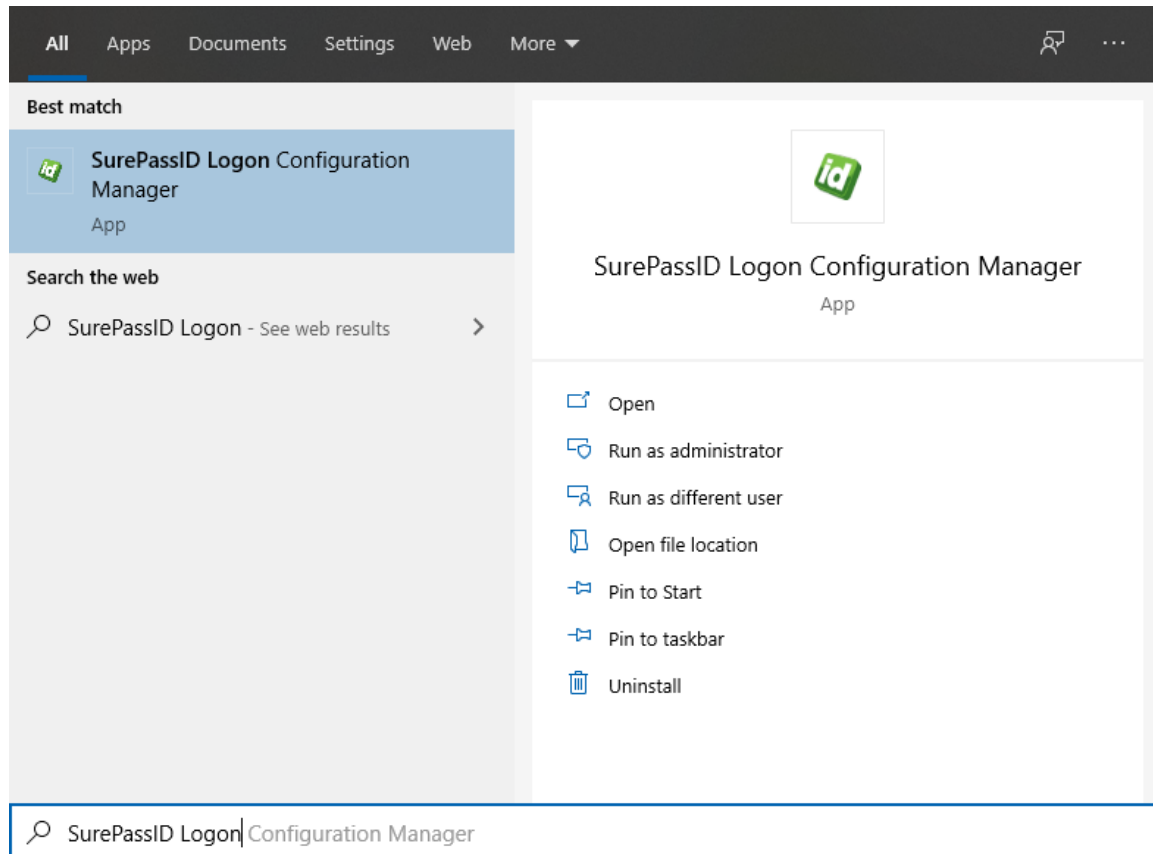 All Apps Documents Settings Web More
Best match
SurePassID Logon Configuration
Manager
App
Search the web
SurePassID Logon - See web results
id
SurePassID Logon Configuration Manager
App
Open
Run as administrator
Run as different user
Open file location
Pin to Start
Pin to taskbar
Uninstall
SurePassID Logon Configuration Manager